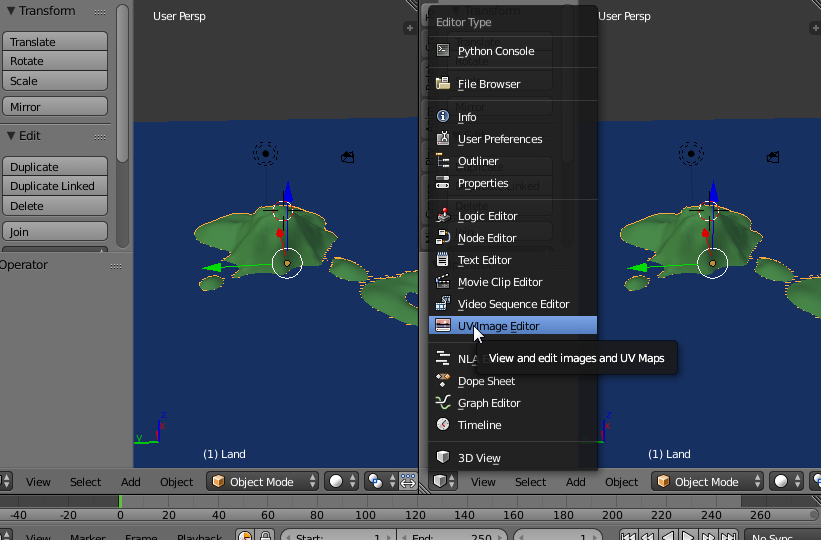 Transform
Translate
Rotate
Scale
Mirror
Edit
Duplicate
Duplicate Linked
Delete
Join
Operator
User Persp
(1) Land
View Select Add Object Object Mode
Editor Type
Python Console
File Browser
Info
User Preferences
Outliner
Properties
Logic Editor
Node Editor
Text Editor
Movie Clip Editor
Video Sequence Editor
UV/Image Editor
View and edit images and UV Maps
NLA
Dope Sheet
Graph Editor
Timeline
3D View
Transform
User Persp
(1) Land
View Select Add Object Object Mode
-40 -20 0 20 40 60 80 100 120 140 160 180 200 220 240 260
View Marker Frame Playback Start: 1 End: 250 1 No Sync